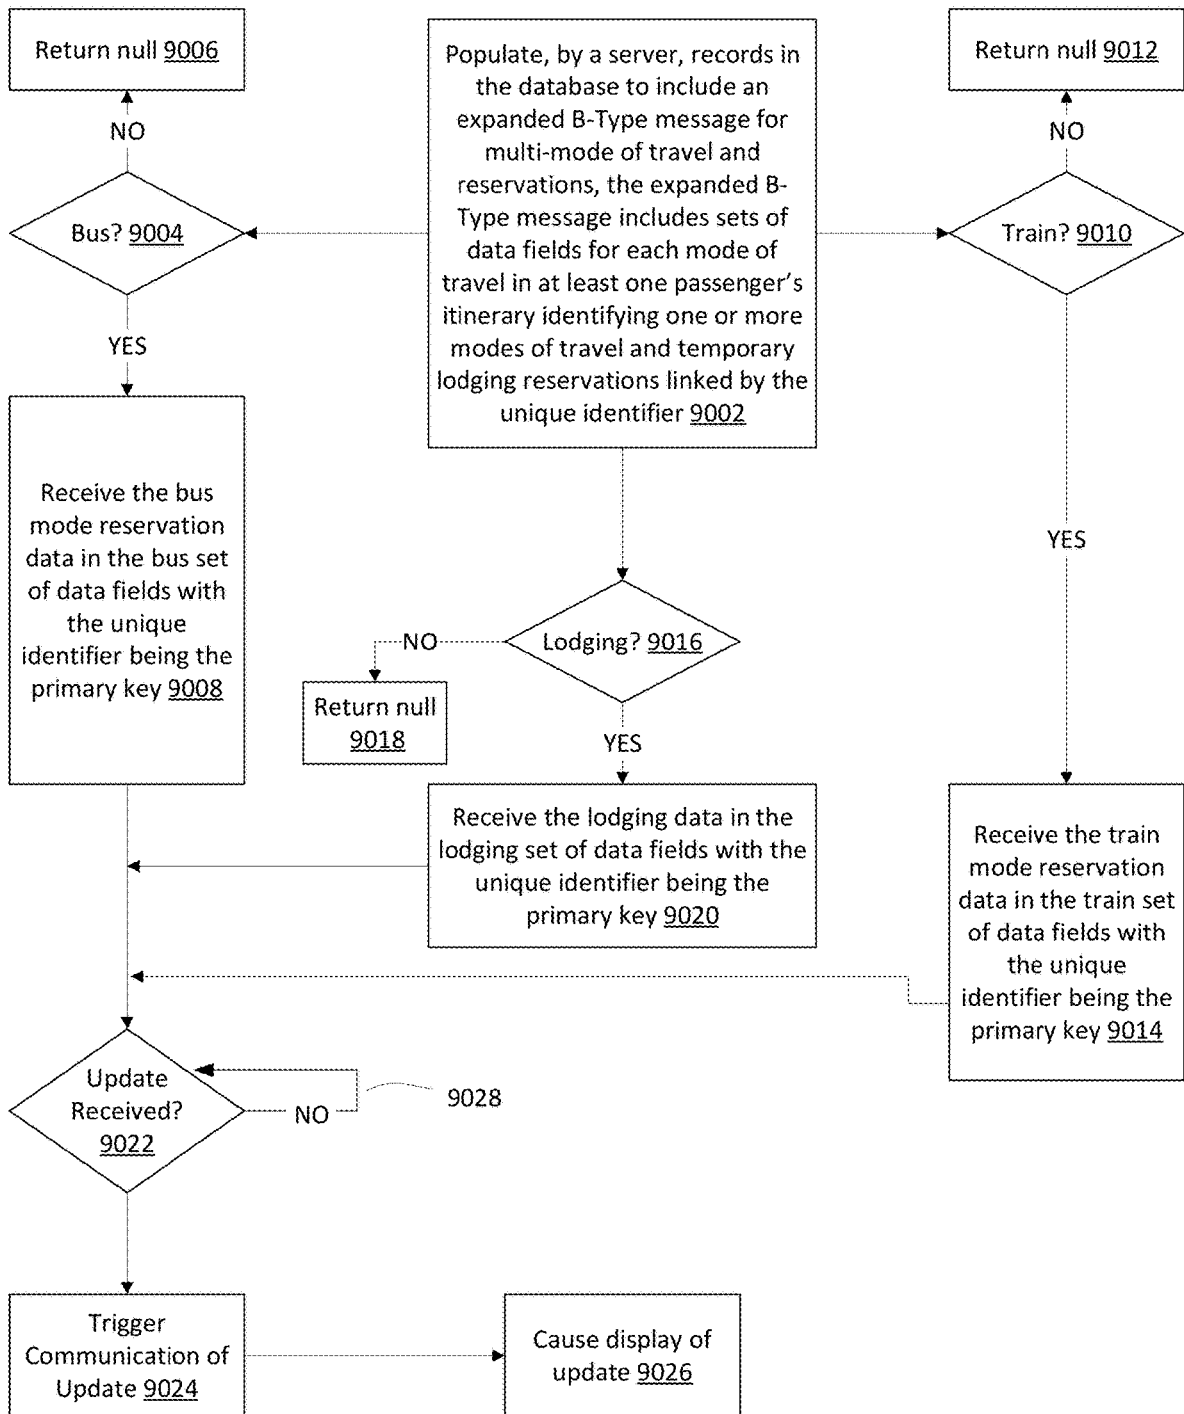 Return null 9006
Populate, by a server, records in
the database to include an
expanded B-Type message for
multi-mode of travel and
reservations, the expanded B-
Type message includes sets of
data fields for each mode of
travel in at least one passenger's
itinerary identifying one or more
modes of travel and temporary
lodging reservations linked by the
unique identifier 9002
Return null 9012
NO
NO
Bus? 9004
Train? 9010
YES
Receive the bus
mode reservation
data in the bus set
of data fields with
the unique
identifier being the
primary key 9008
YES
Lodging? 9016
NO
Return null
9018
YES
Receive the lodging data in the
lodging set of data fields with the
unique identifier being the
primary key 9020
Receive the train
mode reservation
data in the train set
of data fields with
the unique
identifier being the
primary key 9014
Update
Received?
9022
NO
9028
Trigger
Communication of
Update 9024
Cause display of
update 9026